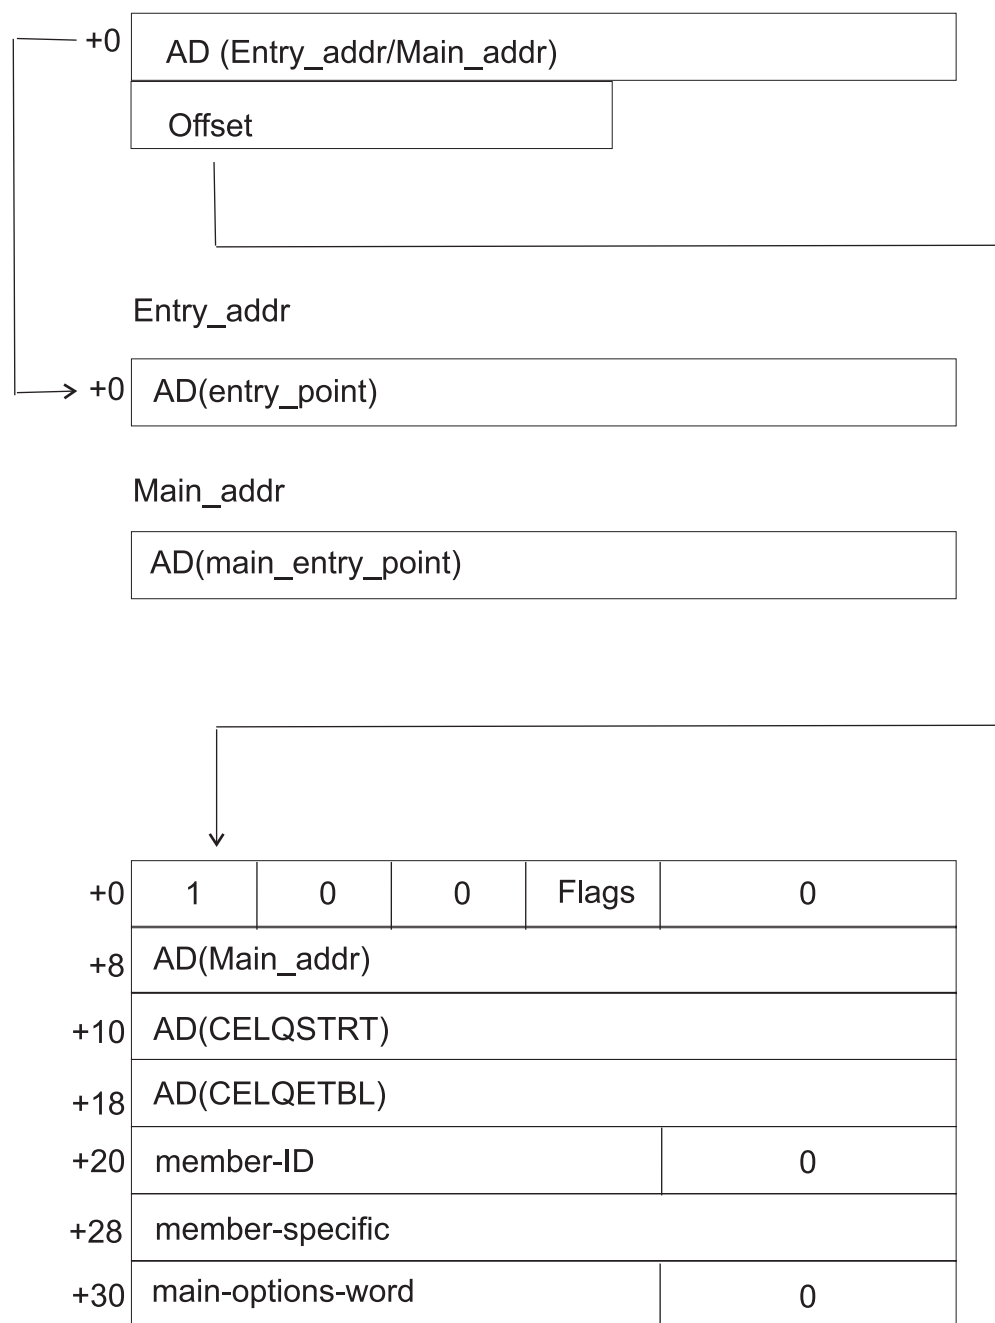 +0 AD (Entry_addr/Main_addr)
Offset
Entry_addr
+0 AD(entry_point)
Main_addr
AD(main_entry_point)
+0 1 0 0 Flags 0
+8 AD(Main_addr)
+10 AD(CELQSTRT)
+18 AD(CELQETBL)
+20 member-ID 0
+28 member-specific
+30 main-options-word 0